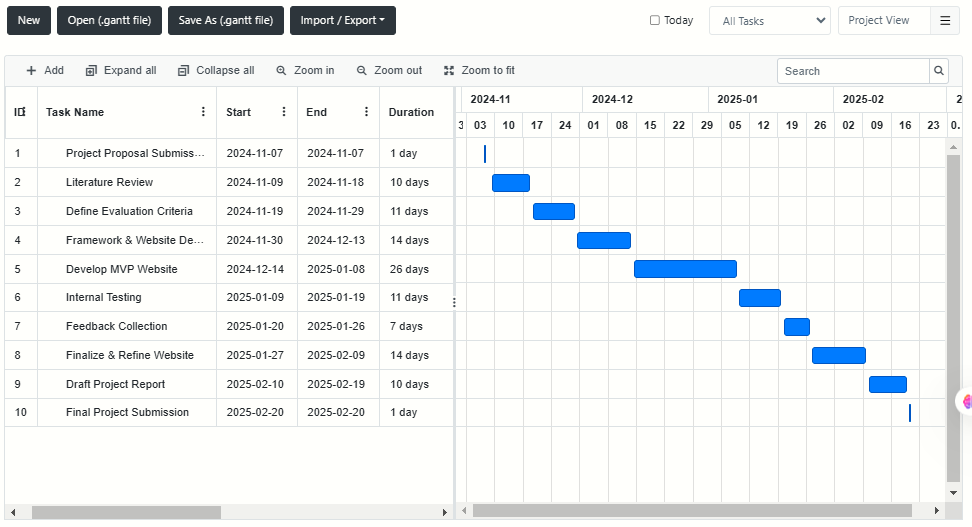 New Open (.gantt file) Save As (.gantt file) Import / Export Today All Tasks Project View
Add Expand all Collapse all Zoom in Zoom out Zoom to fit Search
ID Task Name Start End Duration
2024-11 2024-12 2025-01 2025-02 2
3 03 10 17 24 01 08 15 22 29 05 12 19 26 02 09 16 23 0.
1 Project Proposal Submiss... 2024-11-07 2024-11-07 1 day
2 Literature Review 2024-11-09 2024-11-18 10 days
3 Define Evaluation Criteria 2024-11-19 2024-11-29 11 days
4 Framework & Website De... 2024-11-30 2024-12-13 14 days
5 Develop MVP Website 2024-12-14 2025-01-08 26 days
6 Internal Testing 2025-01-09 2025-01-19 11 days
7 Feedback Collection 2025-01-20 2025-01-26 7 days
8 Finalize & Refine Website 2025-01-27 2025-02-09 14 days
9 Draft Project Report 2025-02-10 2025-02-19 10 days
10 Final Project Submission 2025-02-20 2025-02-20 1 day